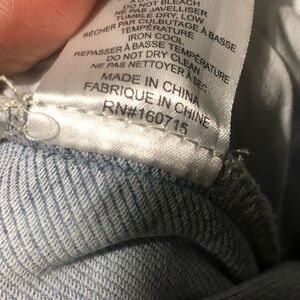 DO NOT BLEACH
NE PAS JAVELLISER
TUMBLE DRY, LOW
SÉCHER PAR CULBUTAGE À BASSE
TEMPÉRATURE
IRON COOL
REPASSER À BASSE TEMPÉRATURE
DO NOT DRY CLEAN
NE PAS NETTOYER À SEC
MADE IN CHINA
FABRIQUÉ EN CHINE
RN#160715